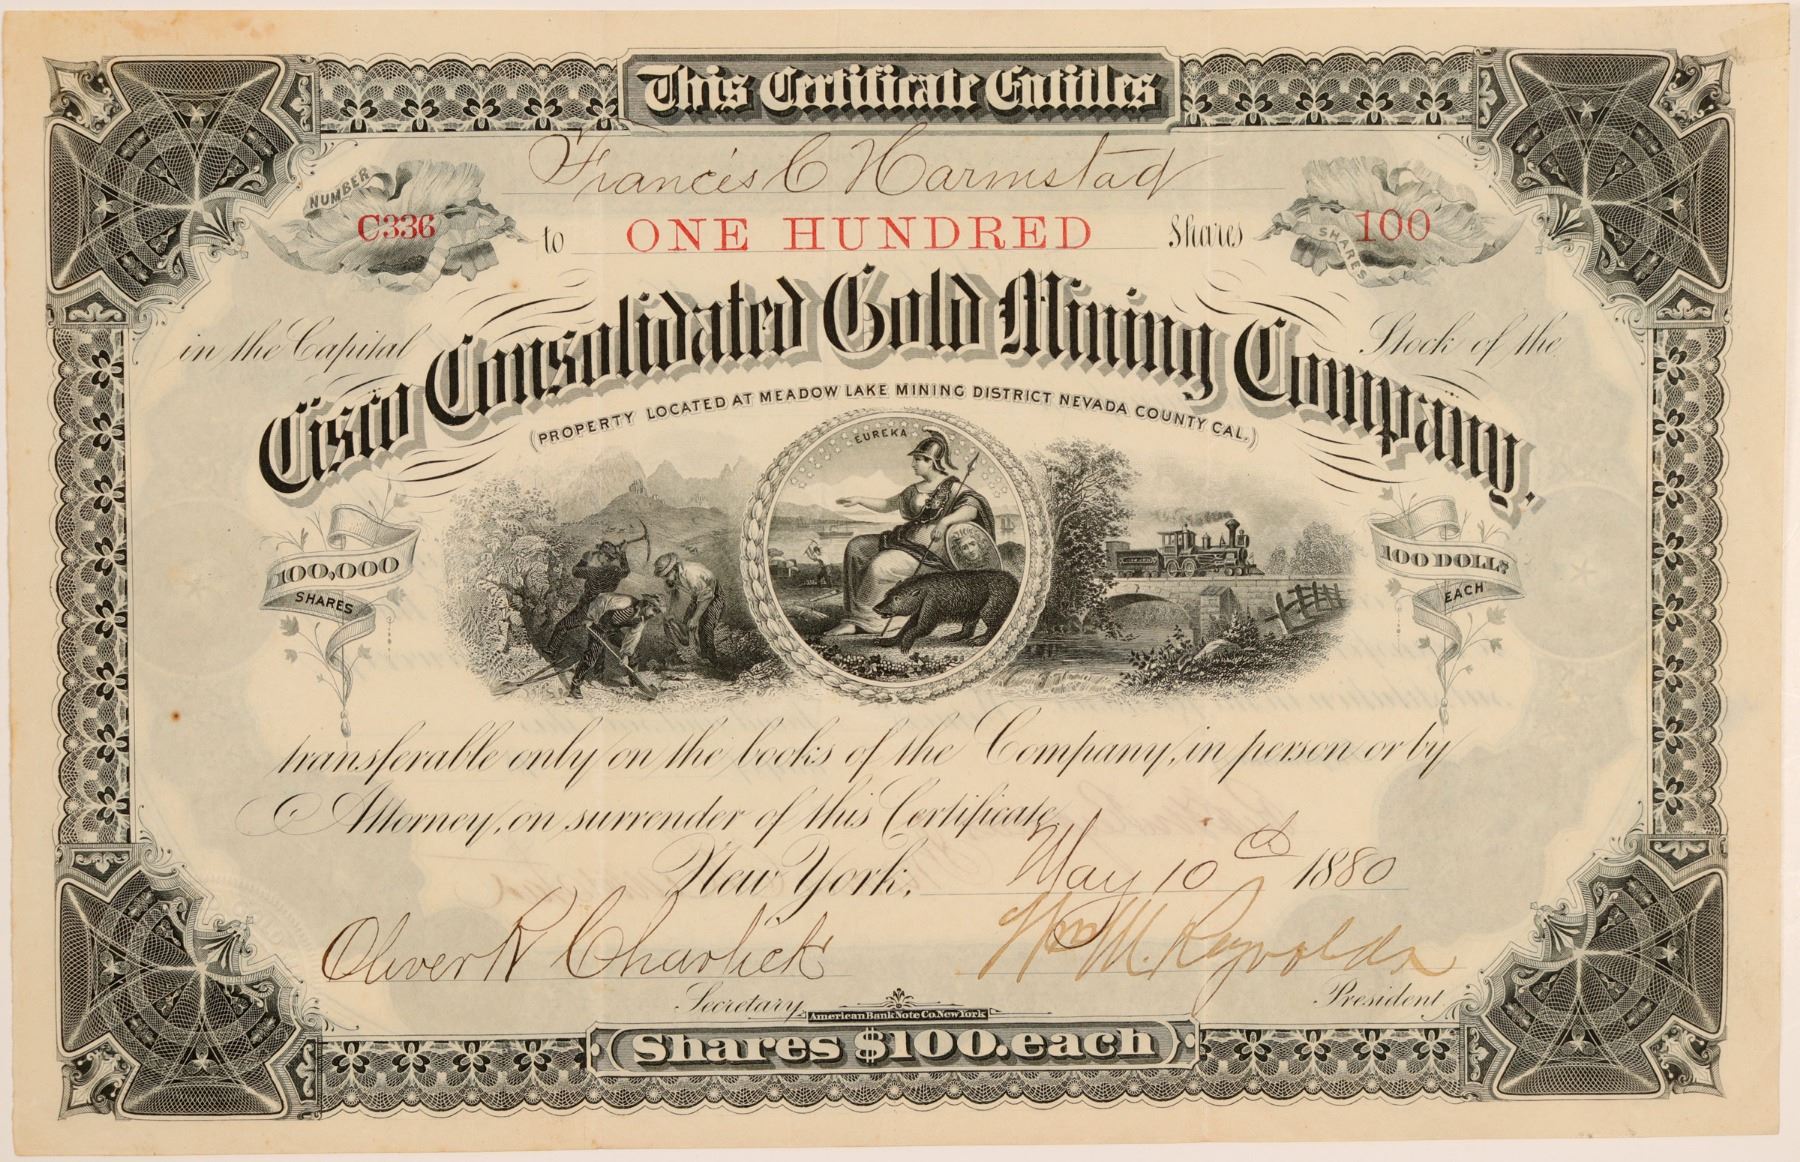 This Certificate Entitles
Francis C Harmstad
NUMBER
C336
to ONE HUNDRED Shares
100
SHARES
in the Capital Stock of the
Cisco Consolidated Gold Mining Company.
(PROPERTY LOCATED AT MEADOW LAKE MINING DISTRICT NEVADA COUNTY CAL.)
EUREKA
100,000
SHARES
100 DOLLS
EACH
transferable only on the books of the Company, in person or by
Attorney, on surrender of this Certificate
New York, May 10th 1880
Oliver R Charlick
Wm M. Reynolds
Secretary
President
American Bank Note Co. New York
(Shares $100. each)